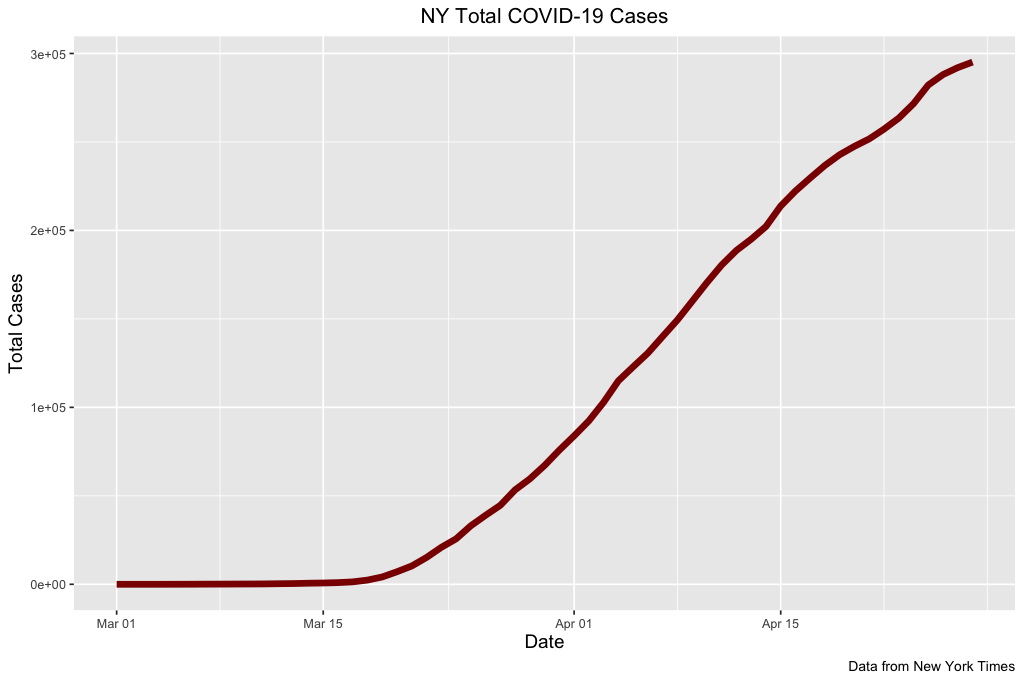 NY Total COVID-19 Cases
3e+05
2e+05
1e+05
0e+00
Total Cases
Mar 01
Mar 15
Apr 01
Apr 15
Date
Data from New York Times